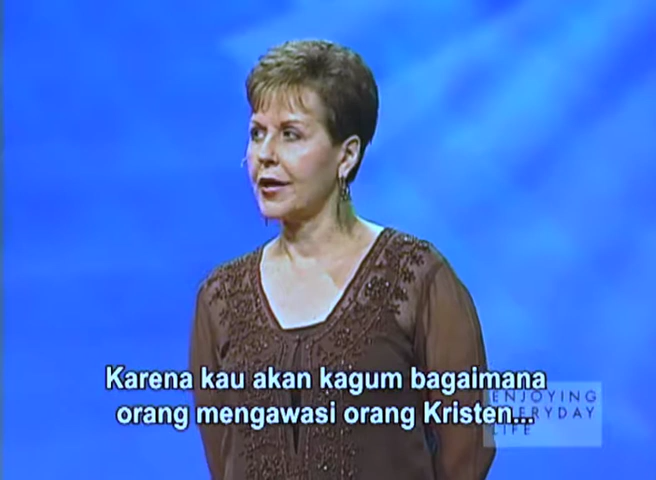 Karena kau akan kagum bagaimana
orang mengawasi orang Kristen...
ENJOYING
EVERYDAY
LIFE